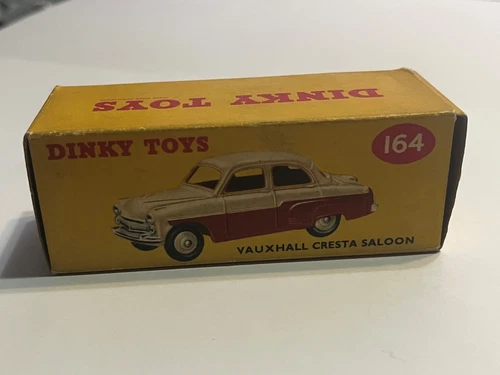 DINKY TOYS
DINKY TOYS
164
VAUXHALL CRESTA SALOON